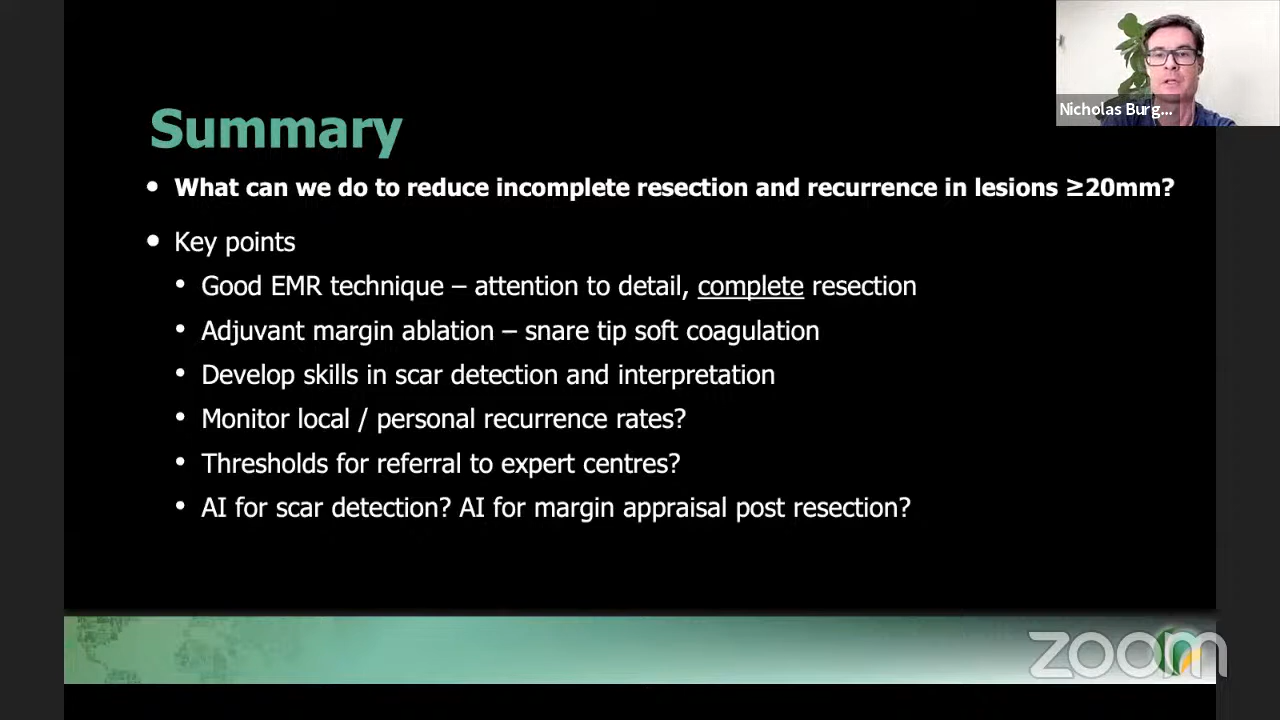 Nicholas Burg...
Summary
• What can we do to reduce incomplete resection and recurrence in lesions ≥20mm?
• Key points
• Good EMR technique – attention to detail, complete resection
• Adjuvant margin ablation – snare tip soft coagulation
• Develop skills in scar detection and interpretation
• Monitor local / personal recurrence rates?
• Thresholds for referral to expert centres?
• AI for scar detection? AI for margin appraisal post resection?
zoom